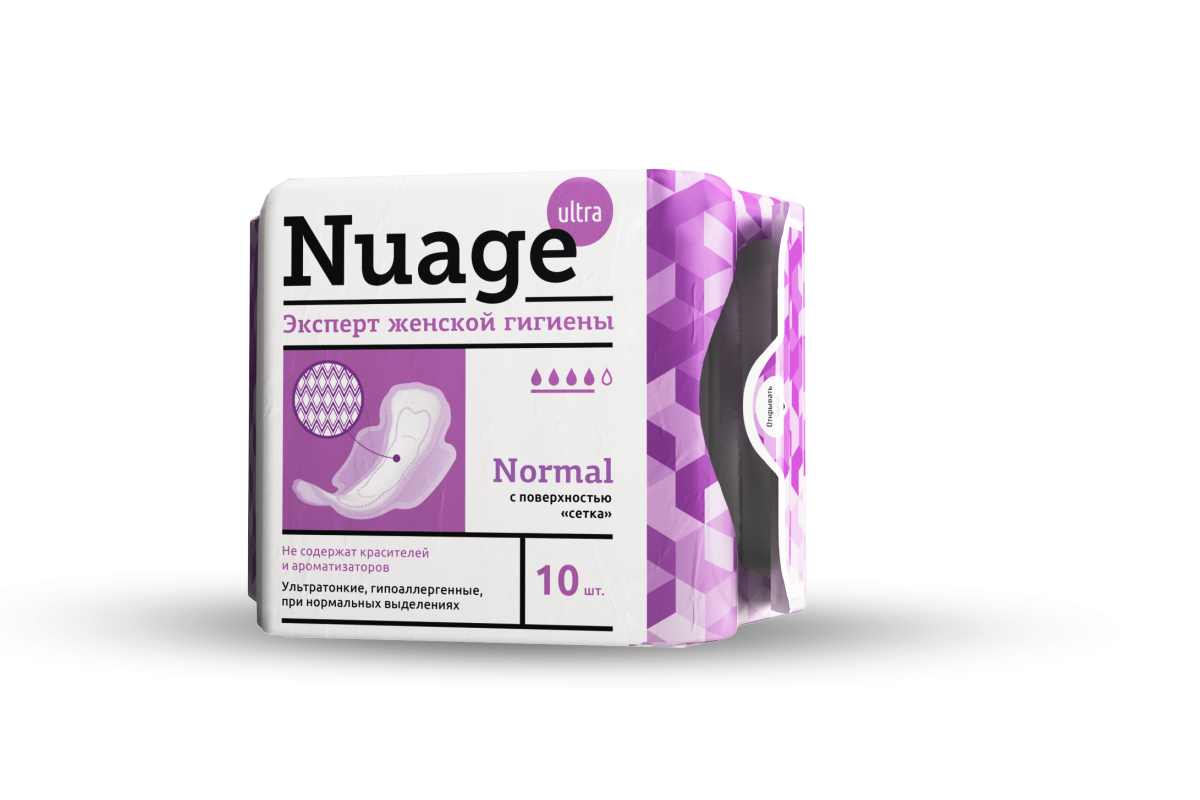 ultra
Nuage
Эксперт женской гигиены
Normal
с поверхностью
«сетка»
Не содержат красителей
и ароматизаторов
Ультратонкие, гипоаллергенные,
при нормальных выделениях
10 шт.
Открывать